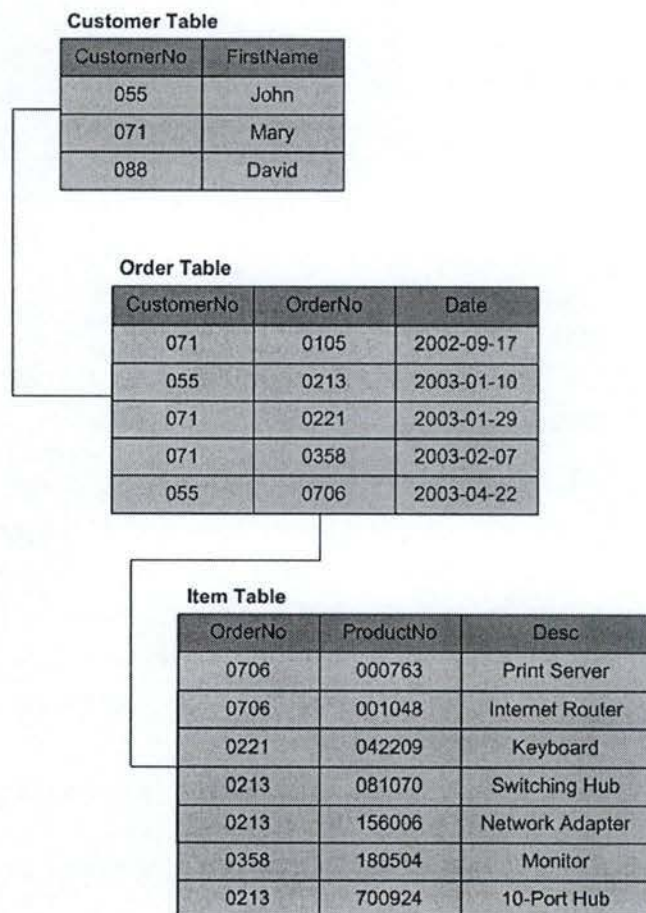 Customer Table
CustomerNo FirstName
055 John
071 Mary
088 David
Order Table
CustomerNo OrderNo Date
071 0105 2002-09-17
055 0213 2003-01-10
071 0221 2003-01-29
071 0358 2003-02-07
055 0706 2003-04-22
Item Table
OrderNo ProductNo Desc
0706 000763 Print Server
0706 001048 Internet Router
0221 042209 Keyboard
0213 081070 Switching Hub
0213 156006 Network Adapter
0358 180504 Monitor
0213 700924 10-Port Hub